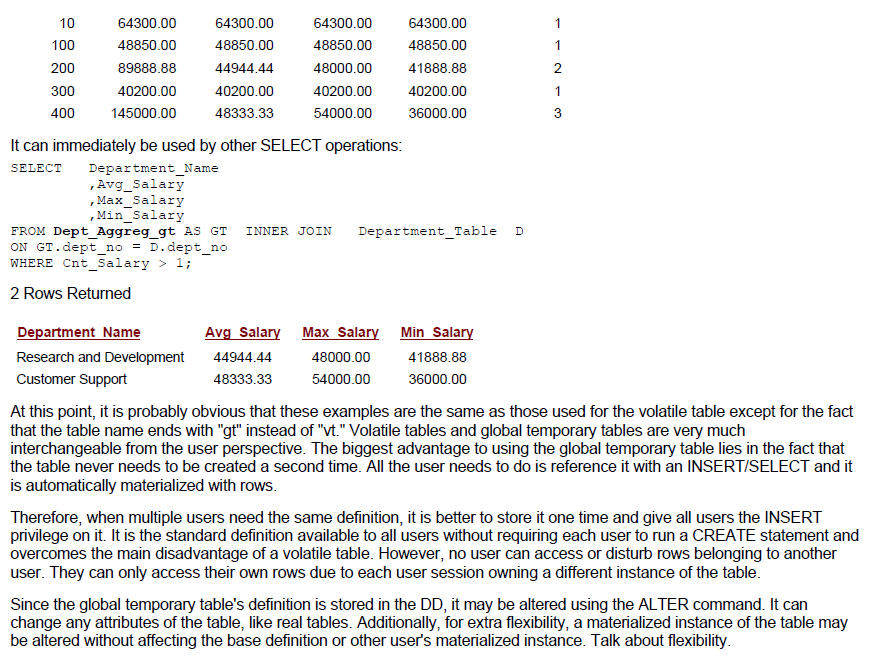 10 64300.00 64300.00 64300.00 64300.00 1
100 48850.00 48850.00 48850.00 48850.00 1
200 89888.88 44944.44 48000.00 41888.88 2
300 40200.00 40200.00 40200.00 40200.00 1
400 145000.00 48333.33 54000.00 36000.00 3
It can immediately be used by other SELECT operations:
SELECT Department_Name
,Avg_Salary
,Max_Salary
,Min_Salary
FROM Dept_Aggreg_gt AS GT INNER JOIN Department_Table D
ON GT.dept_no = D.dept_no
WHERE Cnt_Salary > 1;
2 Rows Returned
Department_Name Avg_Salary Max_Salary Min_Salary
Research and Development 44944.44 48000.00 41888.88
Customer Support 48333.33 54000.00 36000.00
At this point, it is probably obvious that these examples are the same as those used for the volatile table except for the fact
that the table name ends with "gt" instead of "vt." Volatile tables and global temporary tables are very much
interchangeable from the user perspective. The biggest advantage to using the global temporary table lies in the fact that
the table never needs to be created a second time. All the user needs to do is reference it with an INSERT/SELECT and it
is automatically materialized with rows.
Therefore, when multiple users need the same definition, it is better to store it one time and give all users the INSERT
privilege on it. It is the standard definition available to all users without requiring each user to run a CREATE statement and
overcomes the main disadvantage of a volatile table. However, no user can access or disturb rows belonging to another
user. They can only access their own rows due to each user session owning a different instance of the table.
Since the global temporary table's definition is stored in the DD, it may be altered using the ALTER command. It can
change any attributes of the table, like real tables. Additionally, for extra flexibility, a materialized instance of the table may
be altered without affecting the base definition or other user's materialized instance. Talk about flexibility.